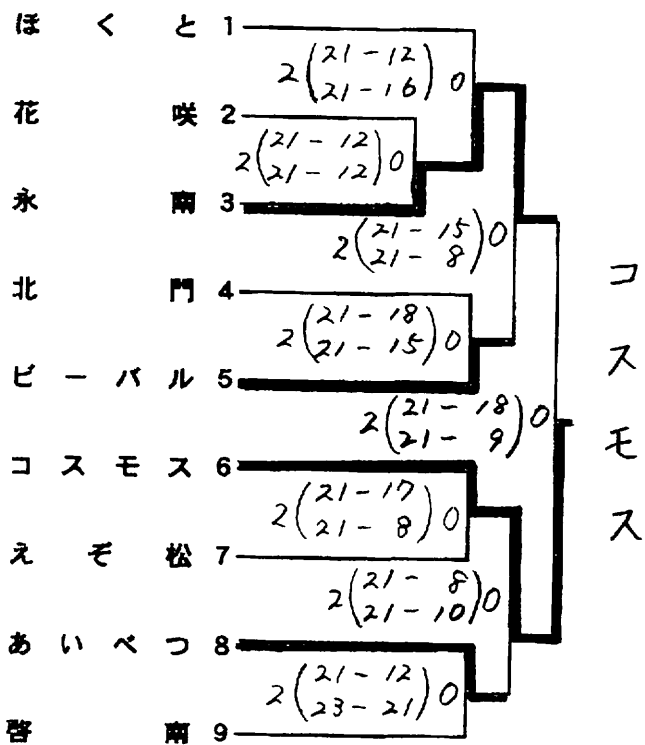 ほくと 1
2(21-12 21-16)0
花咲 2
2(21-12 21-12)0
永南 3
2(21-15 21-8)0
北門 4
2(21-18 21-15)0
ビーバル 5
2(21-18 21-9)0
コスモス 6
2(21-17 21-8)0
えぞ松 7
2(21-8 21-10)0
あいべつ 8
2(21-12 23-21)0
啓南 9
コスモス